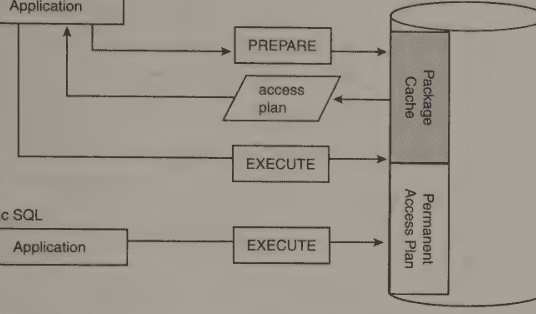 Application
PREPARE
access
plan
Package
Cache
EXECUTE
c SQL
Application
EXECUTE
Permanent
Access Plan